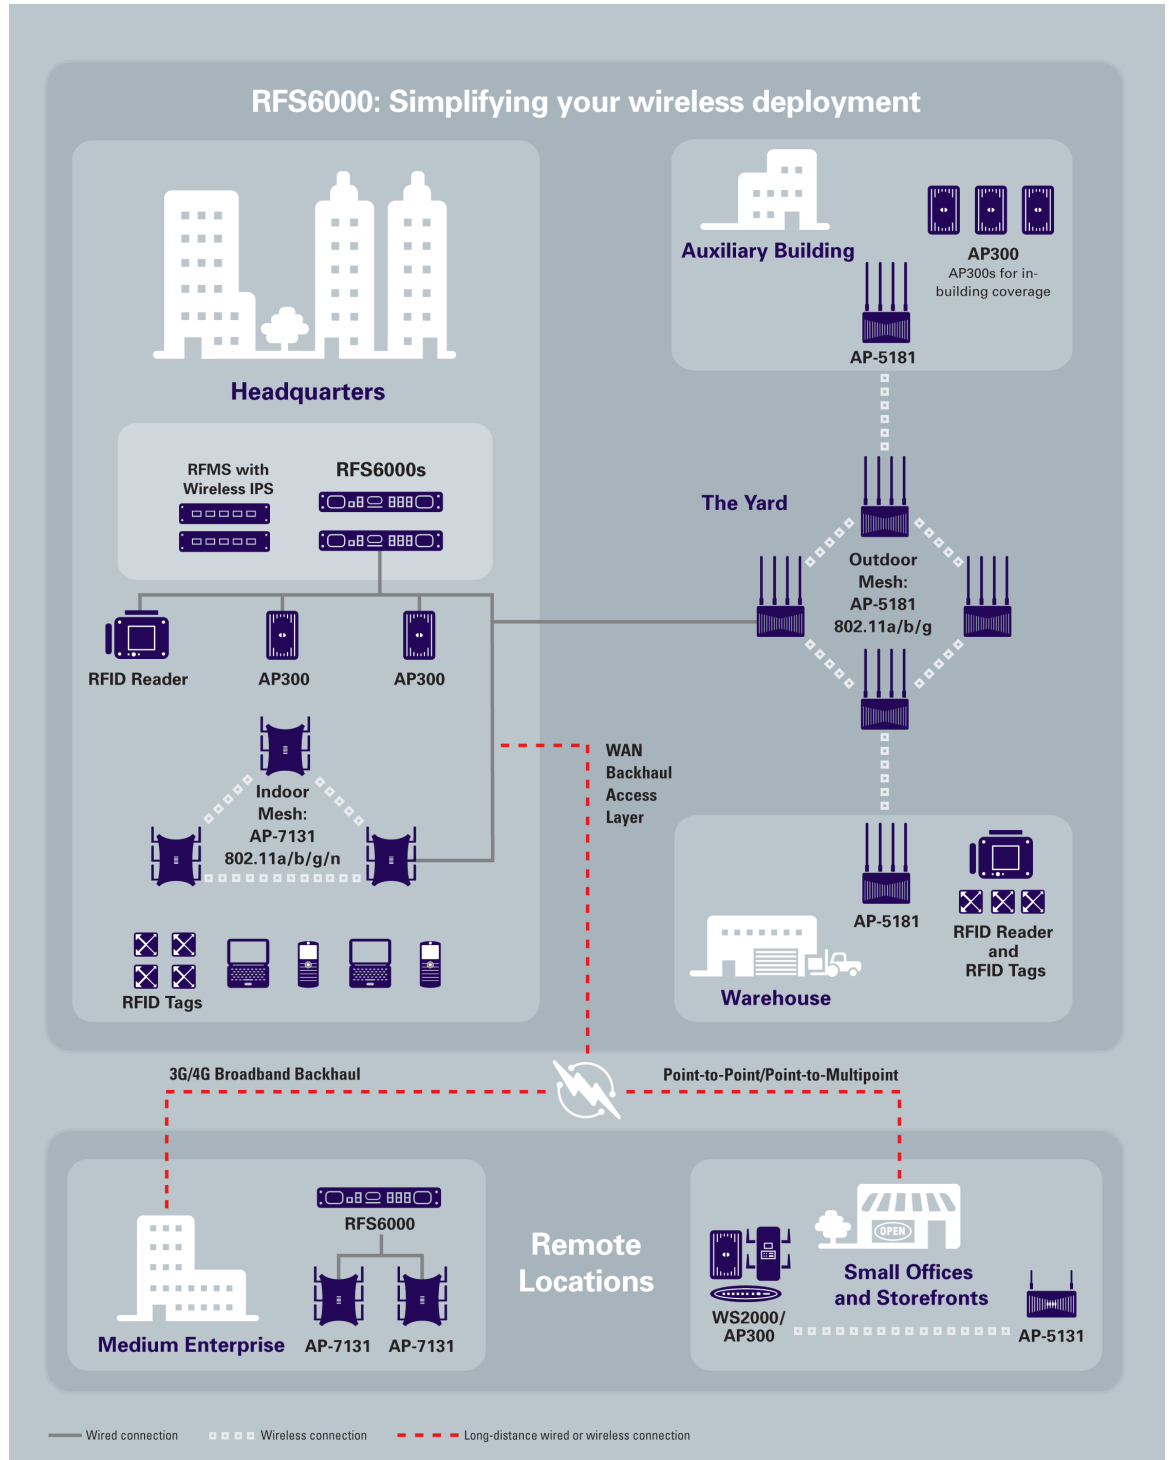 RFS6000: Simplifying your wireless deployment
Headquarters
RFMS with
Wireless IPS
RFS6000s
RFID Reader
AP300
AP300
Indoor
Mesh:
AP-7131
802.11a/b/g/n
RFID Tags
WAN
Backhaul
Access
Layer
Auxiliary Building
AP300
AP300s for in-
building coverage
AP-5181
The Yard
Outdoor
Mesh:
AP-5181
802.11a/b/g
AP-5181
RFID Reader
and
RFID Tags
Warehouse
3G/4G Broadband Backhaul
Point-to-Point/Point-to-Multipoint
RFS6000
Medium Enterprise
AP-7131
AP-7131
Remote
Locations
OPEN
Small Offices
and Storefronts
WS2000/
AP300
AP-5131
Wired connection
Wireless connection
Long-distance wired or wireless connection